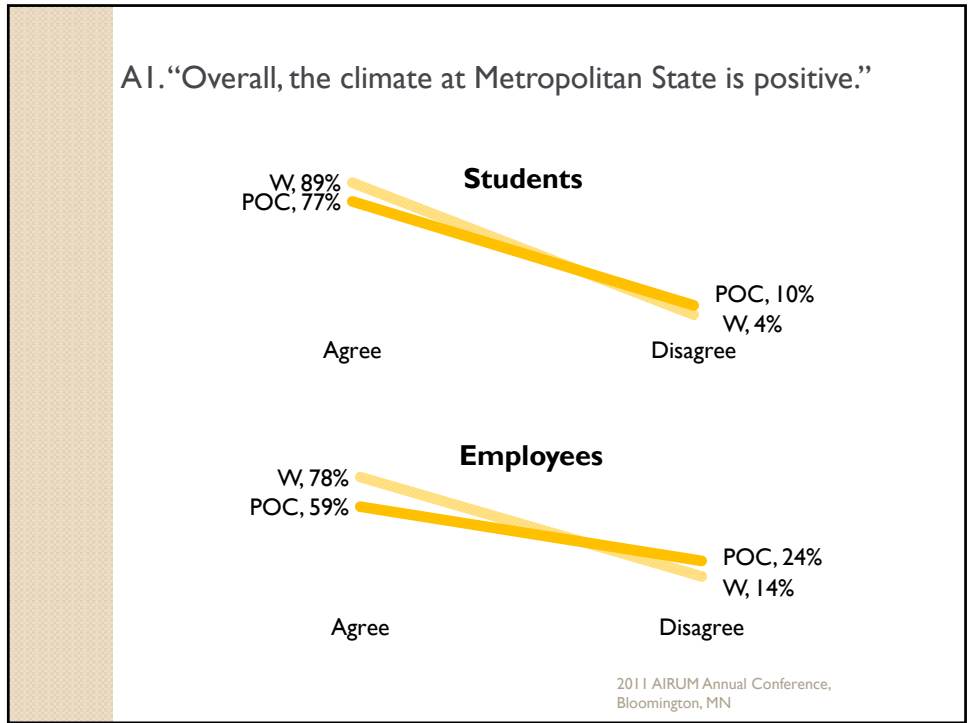 A1. “Overall, the climate at Metropolitan State is positive.”
Students
W, 89%
POC, 77%
POC, 10%
W, 4%
Agree
Disagree
Employees
W, 78%
POC, 59%
POC, 24%
W, 14%
Agree
Disagree
2011 AIRUM Annual Conference,
Bloomington, MN